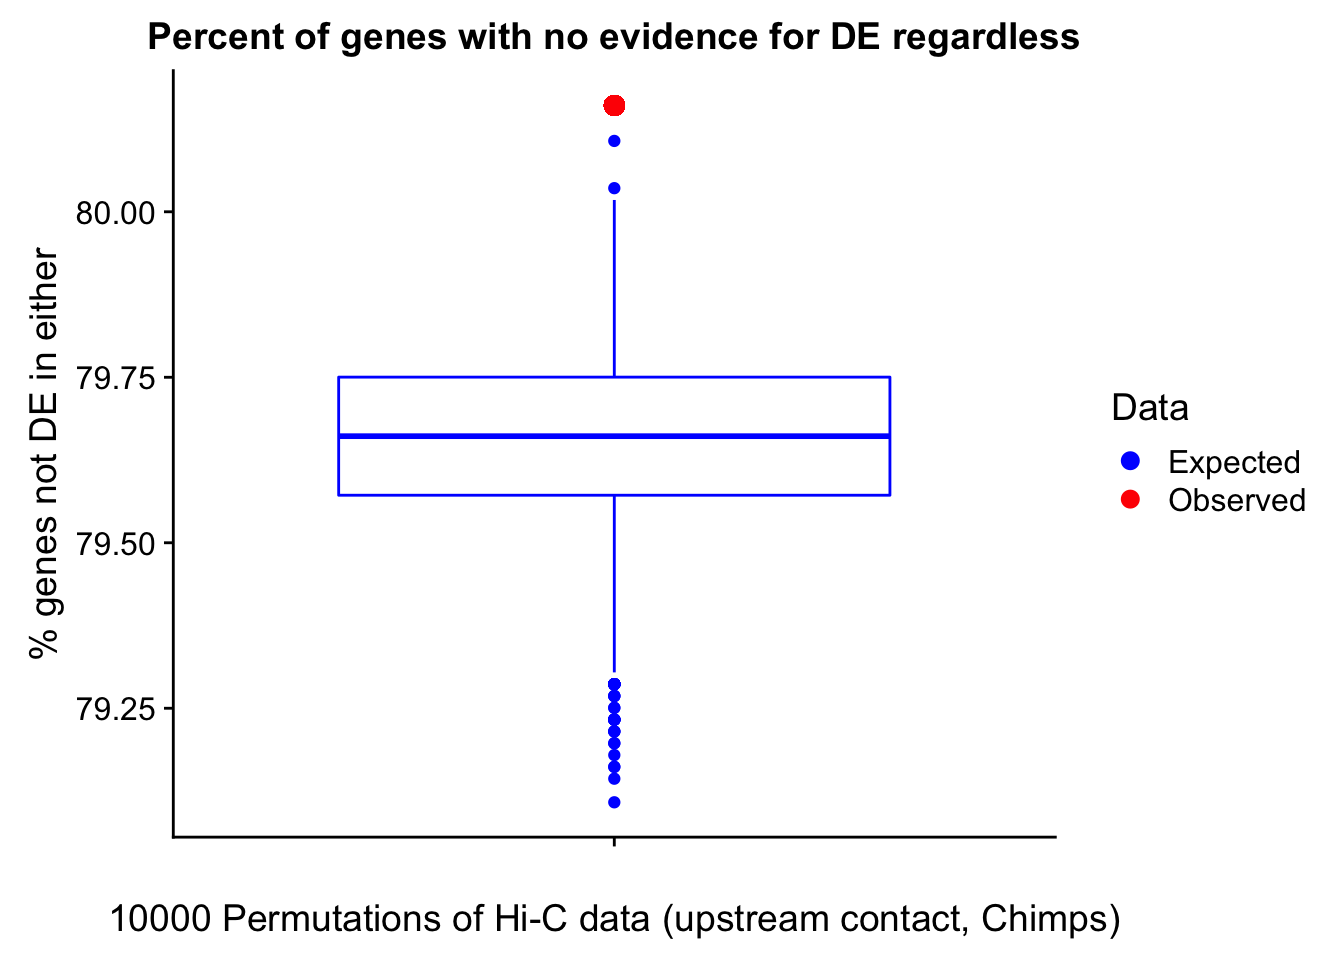 Percent of genes with no evidence for DE regardless
% genes not DE in either
80.00
79.75
79.50
79.25
Data
Expected
Observed
10000 Permutations of Hi-C data (upstream contact, Chimps)